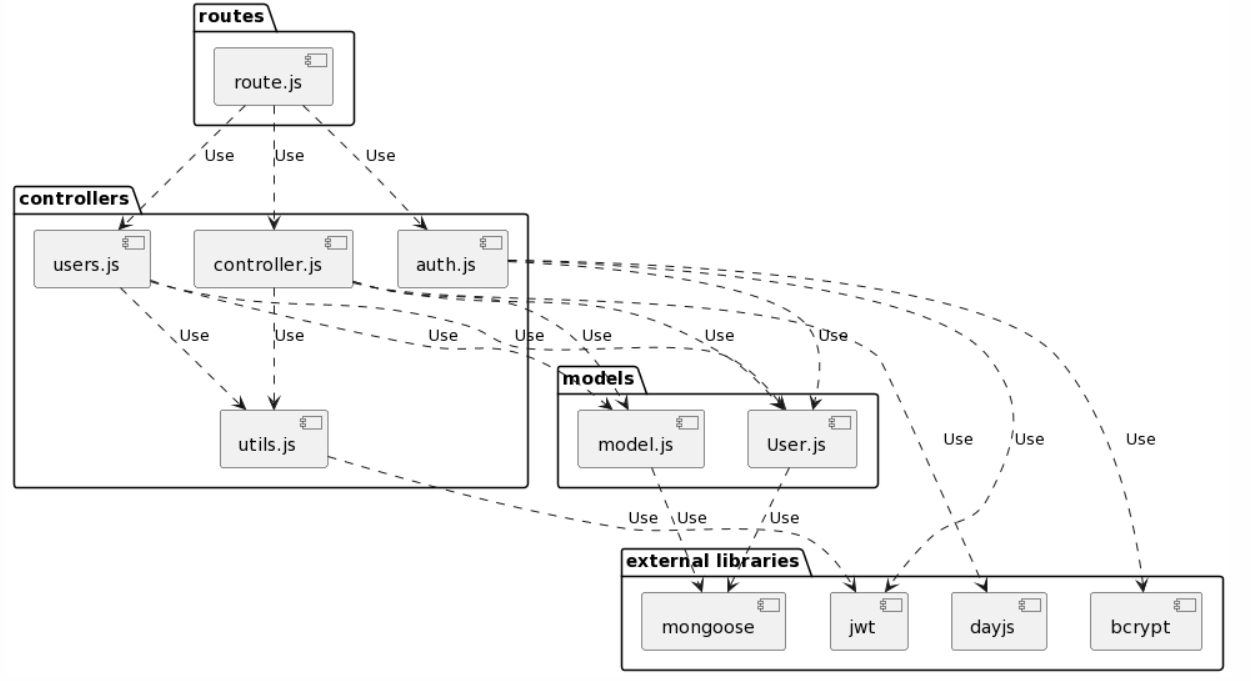 routes
route.js
Use
Use
Use
controllers
users.js
controller.js
auth.js
Use
Use
Use
Use
Use
Use
Use
models
utils.js
model.js
User.js
Use
Use
Use
Use
Use
Use
external libraries
mongoose
jwt
dayjs
bcrypt